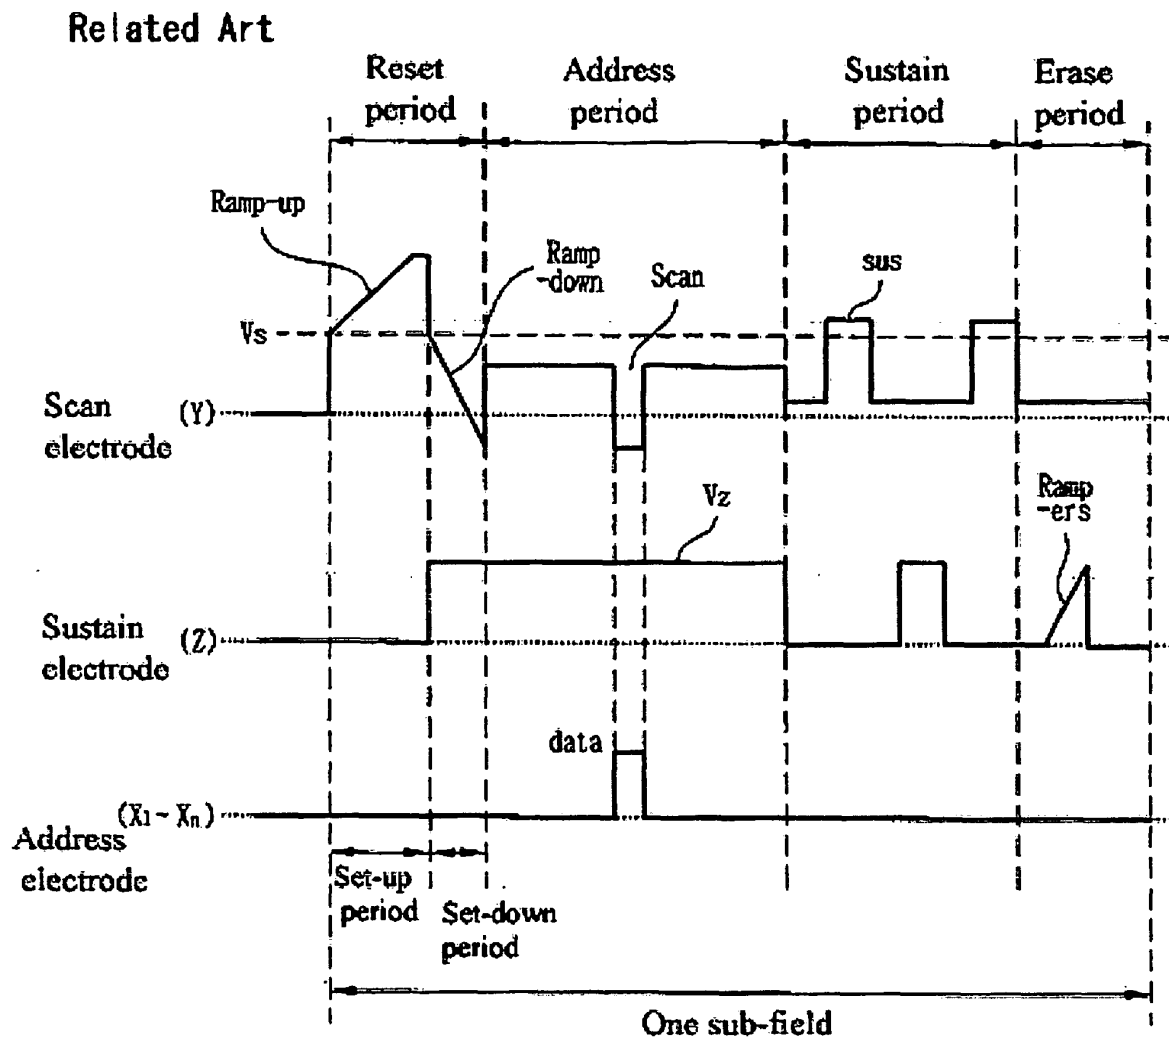 Related Art
Reset
period
Address
period
Sustain
period
Erase
period
Ramp-up
Ramp
-down
Scan
sus
Vs
Scan
electrode
(Y)
Vz
Ramp
-ers
Sustain
electrode
(Z)
data
(X1~Xn)
Address
electrode
Set-up
period
Set-down
period
One sub-field